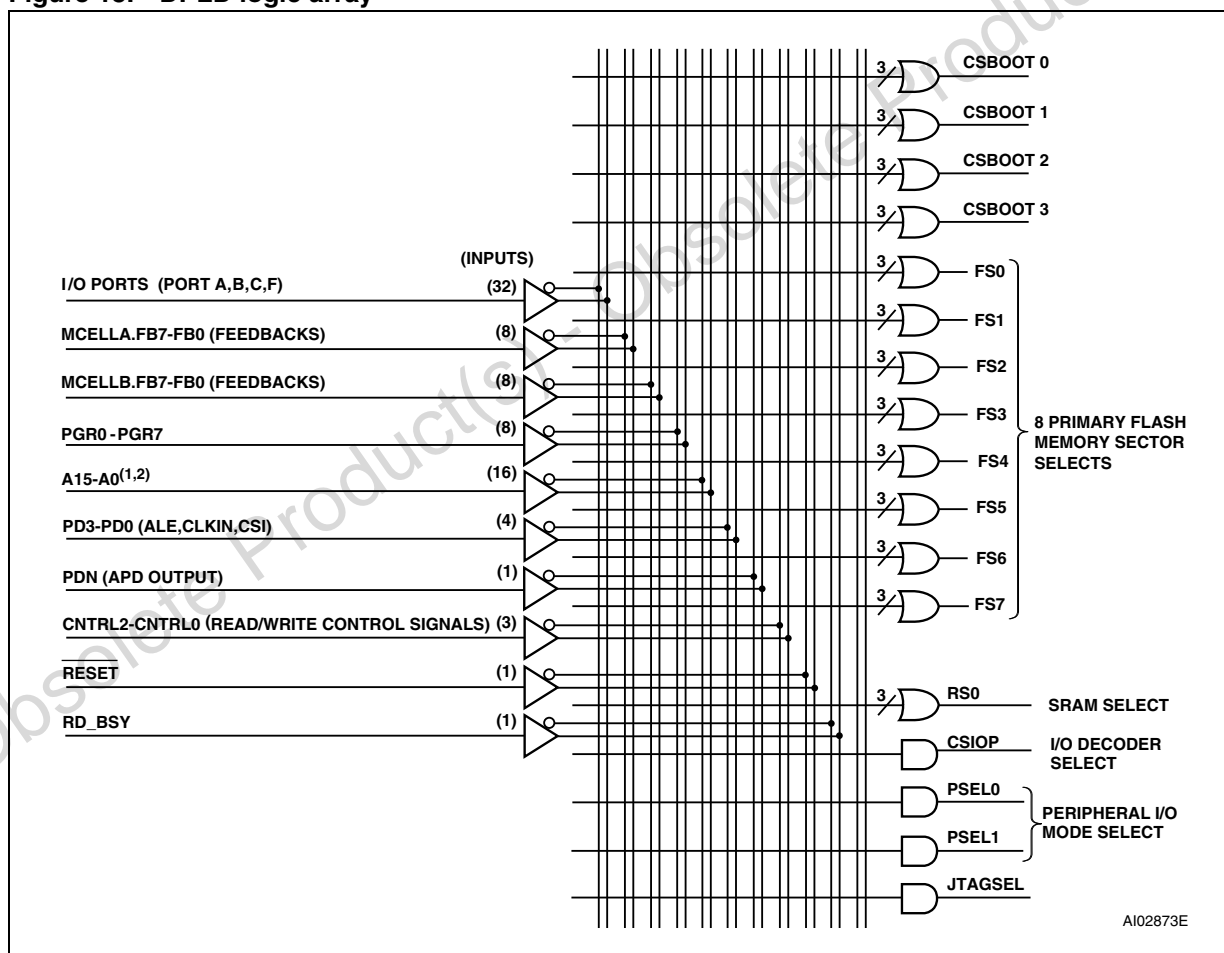 CSBOOT 0
3
CSBOOT 1
3
CSBOOT 2
3
CSBOOT 3
3
(INPUTS)
I/O PORTS (PORT A,B,C,F) (32)
MCELLA.FB7-FB0 (FEEDBACKS) (8)
MCELLB.FB7-FB0 (FEEDBACKS) (8)
PGR0 -PGR7 (8)
A15-A0(1,2) (16)
PD3-PD0 (ALE,CLKIN,CSI) (4)
PDN (APD OUTPUT) (1)
CNTRL2-CNTRL0 (READ/WRITE CONTROL SIGNALS) (3)
RESET (1)
RD_BSY (1)
3 FS0
3 FS1
3 FS2
3 FS3
3 FS4
3 FS5
3 FS6
3 FS7
8 PRIMARY FLASH
MEMORY SECTOR
SELECTS
3 RS0 SRAM SELECT
CSIOP I/O DECODER
SELECT
PSEL0
PSEL1
PERIPHERAL I/O
MODE SELECT
JTAGSEL
AI02873E
Obsolete Product(s) - Obsolete Product